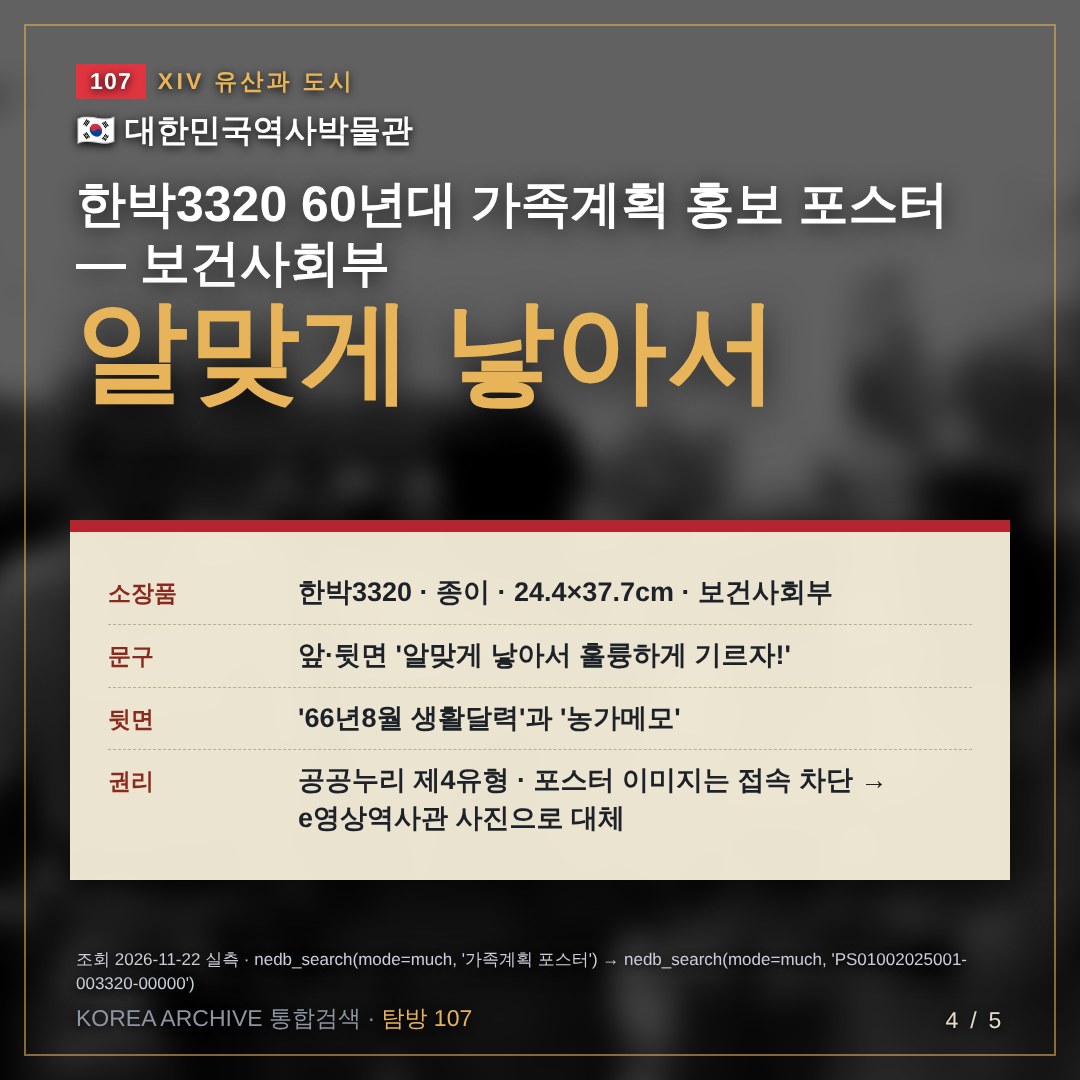 107 XIV 유산과 도시
🇰🇷 대한민국역사박물관
한박3320 60년대 가족계획 홍보 포스터
— 보건사회부
알맞게 낳아서
소장품 한박3320 · 종이 · 24.4×37.7cm · 보건사회부
문구 앞·뒷면 '알맞게 낳아서 훌륭하게 기르자!'
뒷면 '66년8월 생활달력'과 '농가메모'
권리 공공누리 제4유형 · 포스터 이미지는 접속 차단 →
e영상역사관 사진으로 대체
조회 2026-11-22 실측 · nedb_search(mode=much, '가족계획 포스터') → nedb_search(mode=much, 'PS01002025001-
003320-00000')
KOREA ARCHIVE 통합검색 · 탐방 107
4 / 5